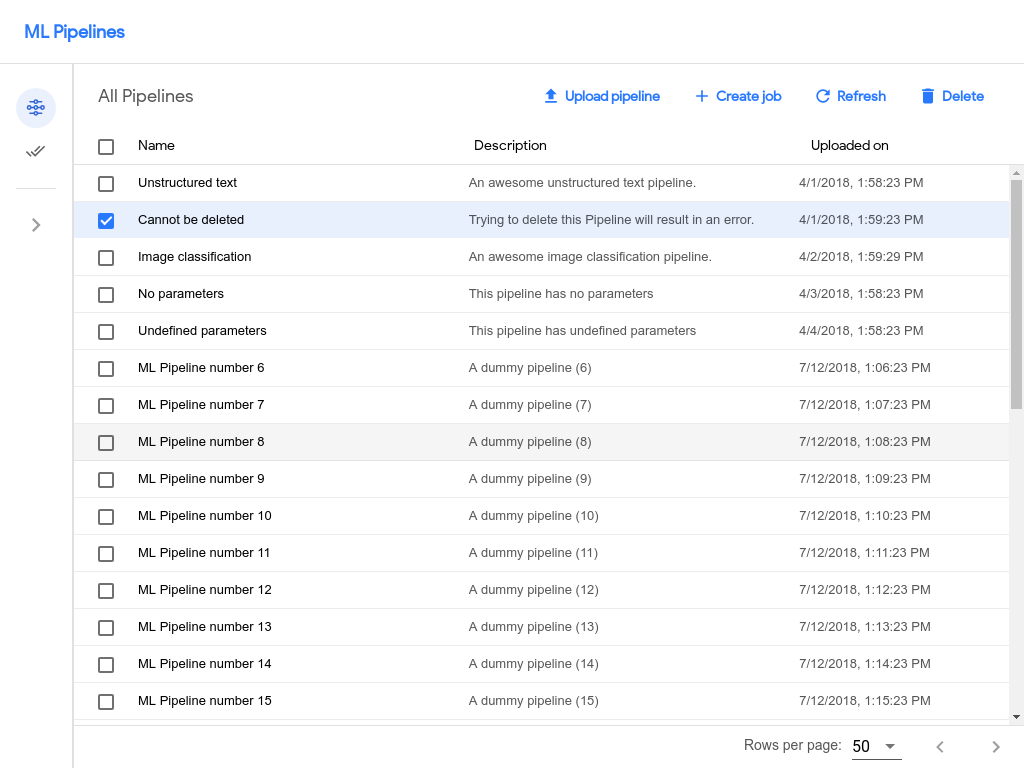 ML Pipelines
All Pipelines Upload pipeline Create job Refresh Delete
Name Description Uploaded on
Unstructured text An awesome unstructured text pipeline. 4/1/2018, 1:58:23 PM
Cannot be deleted Trying to delete this Pipeline will result in an error. 4/1/2018, 1:59:23 PM
Image classification An awesome image classification pipeline. 4/2/2018, 1:59:29 PM
No parameters This pipeline has no parameters 4/3/2018, 1:58:23 PM
Undefined parameters This pipeline has undefined parameters 4/4/2018, 1:58:23 PM
ML Pipeline number 6 A dummy pipeline (6) 7/12/2018, 1:06:23 PM
ML Pipeline number 7 A dummy pipeline (7) 7/12/2018, 1:07:23 PM
ML Pipeline number 8 A dummy pipeline (8) 7/12/2018, 1:08:23 PM
ML Pipeline number 9 A dummy pipeline (9) 7/12/2018, 1:09:23 PM
ML Pipeline number 10 A dummy pipeline (10) 7/12/2018, 1:10:23 PM
ML Pipeline number 11 A dummy pipeline (11) 7/12/2018, 1:11:23 PM
ML Pipeline number 12 A dummy pipeline (12) 7/12/2018, 1:12:23 PM
ML Pipeline number 13 A dummy pipeline (13) 7/12/2018, 1:13:23 PM
ML Pipeline number 14 A dummy pipeline (14) 7/12/2018, 1:14:23 PM
ML Pipeline number 15 A dummy pipeline (15) 7/12/2018, 1:15:23 PM
Rows per page: 50